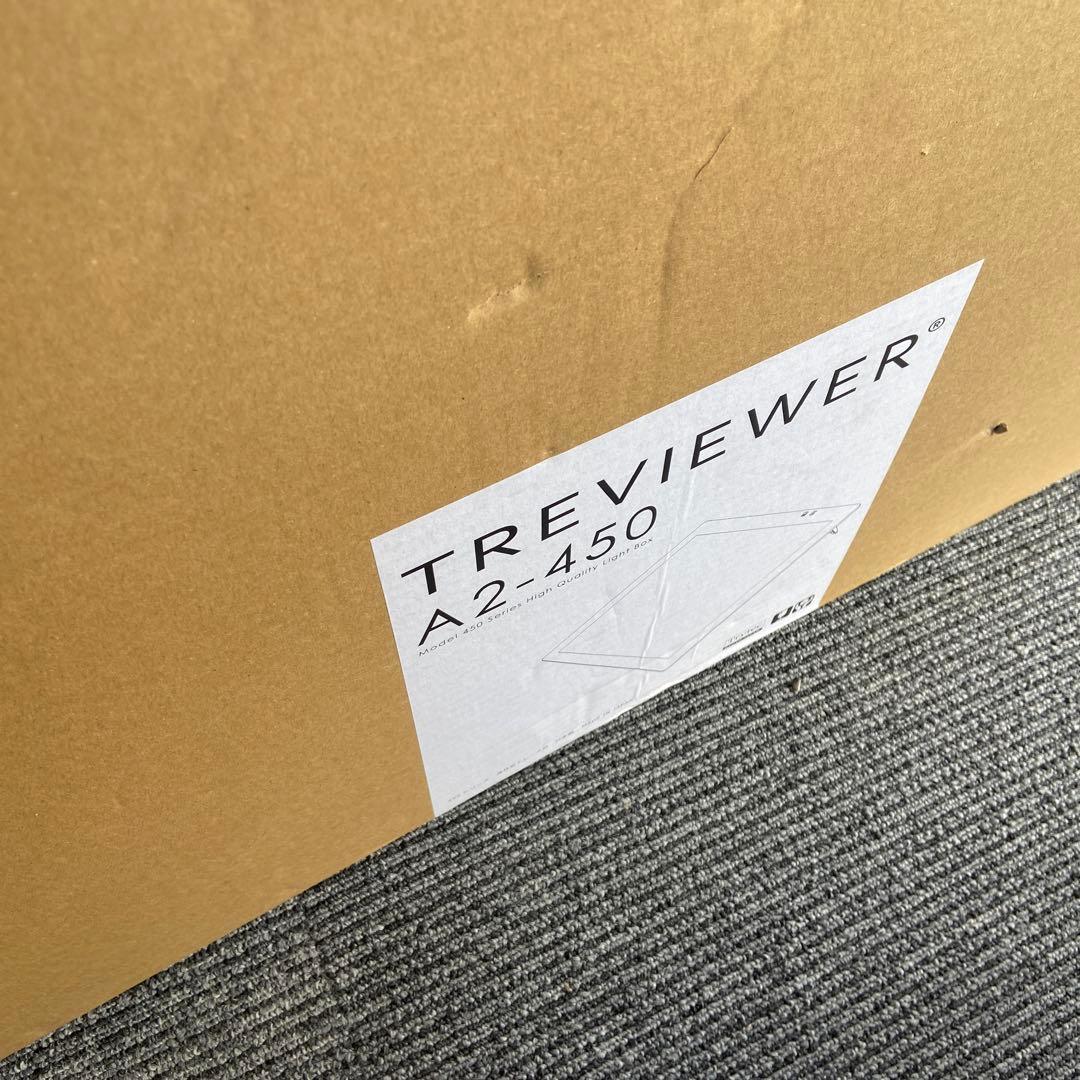 TREVIEWER®
A2-450
Model 450 Series High Quality Light Box